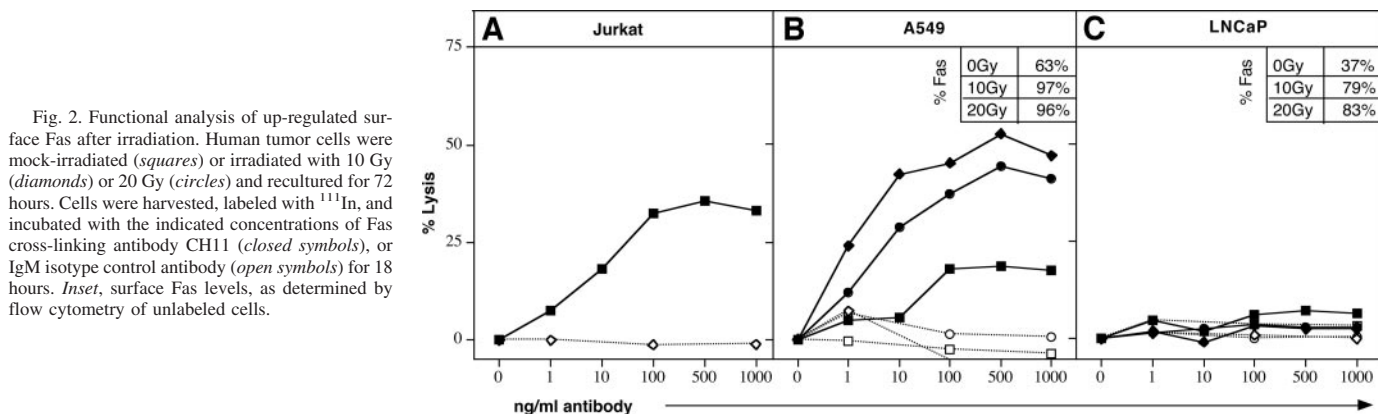 Fig. 2. Functional analysis of up-regulated sur-
face Fas after irradiation. Human tumor cells were
mock-irradiated (squares) or irradiated with 10 Gy
(diamonds) or 20 Gy (circles) and recultured for 72
hours. Cells were harvested, labeled with ¹¹¹In, and
incubated with the indicated concentrations of Fas
cross-linking antibody CH11 (closed symbols), or
IgM isotype control antibody (open symbols) for 18
hours. Inset, surface Fas levels, as determined by
flow cytometry of unlabeled cells.
A Jurkat
75
50
25
0
% Lysis
0 1 10 100 500 1000
B A549
% Fas
0Gy 63%
10Gy 97%
20Gy 96%
0 1 10 100 500 1000
C LNCaP
% Fas
0Gy 37%
10Gy 79%
20Gy 83%
0 1 10 100 500 1000
ng/ml antibody